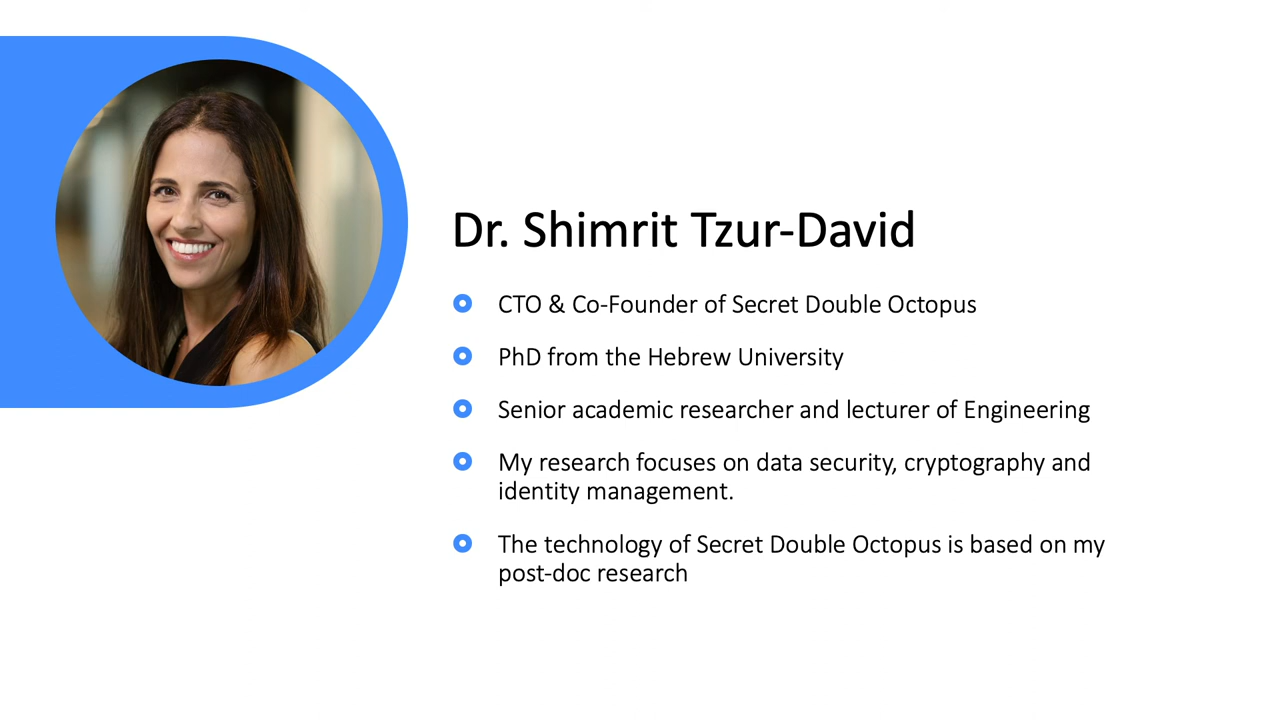 Dr. Shimrit Tzur-David
CTO & Co-Founder of Secret Double Octopus
PhD from the Hebrew University
Senior academic researcher and lecturer of Engineering
My research focuses on data security, cryptography and
identity management.
The technology of Secret Double Octopus is based on my
post-doc research